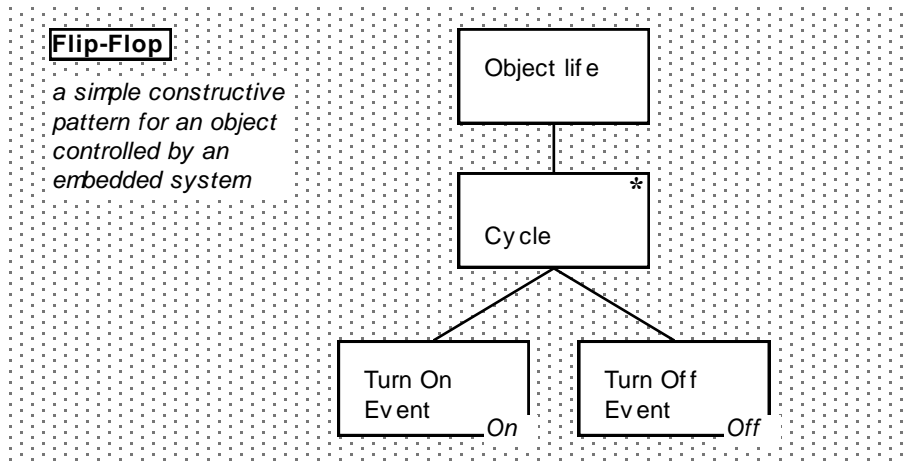 Flip-Flop
a simple constructive
pattern for an object
controlled by an
embedded system
Object life
*
Cycle
Turn On
Event
On
Turn Off
Event
Off